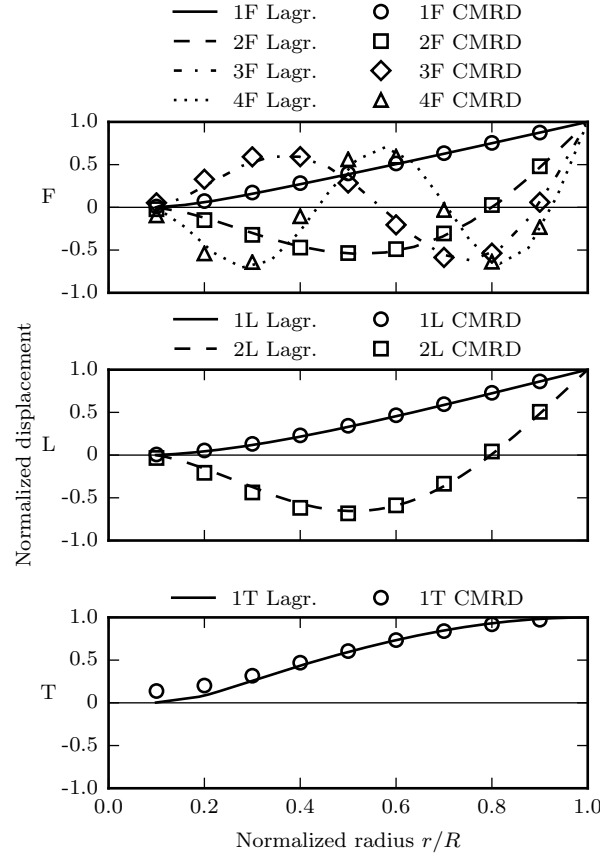 1F Lagr. 1F CMRD
2F Lagr. 2F CMRD
3F Lagr. 3F CMRD
4F Lagr. 4F CMRD
1.0
0.5
0
-0.5
-1.0
F
1L Lagr. 1L CMRD
2L Lagr. 2L CMRD
1.0
0.5
0
-0.5
-1.0
L
Normalized displacement
1T Lagr. 1T CMRD
1.0
0.5
0
-0.5
-1.0
T
0.0 0.2 0.4 0.6 0.8 1.0
Normalized radius r/R